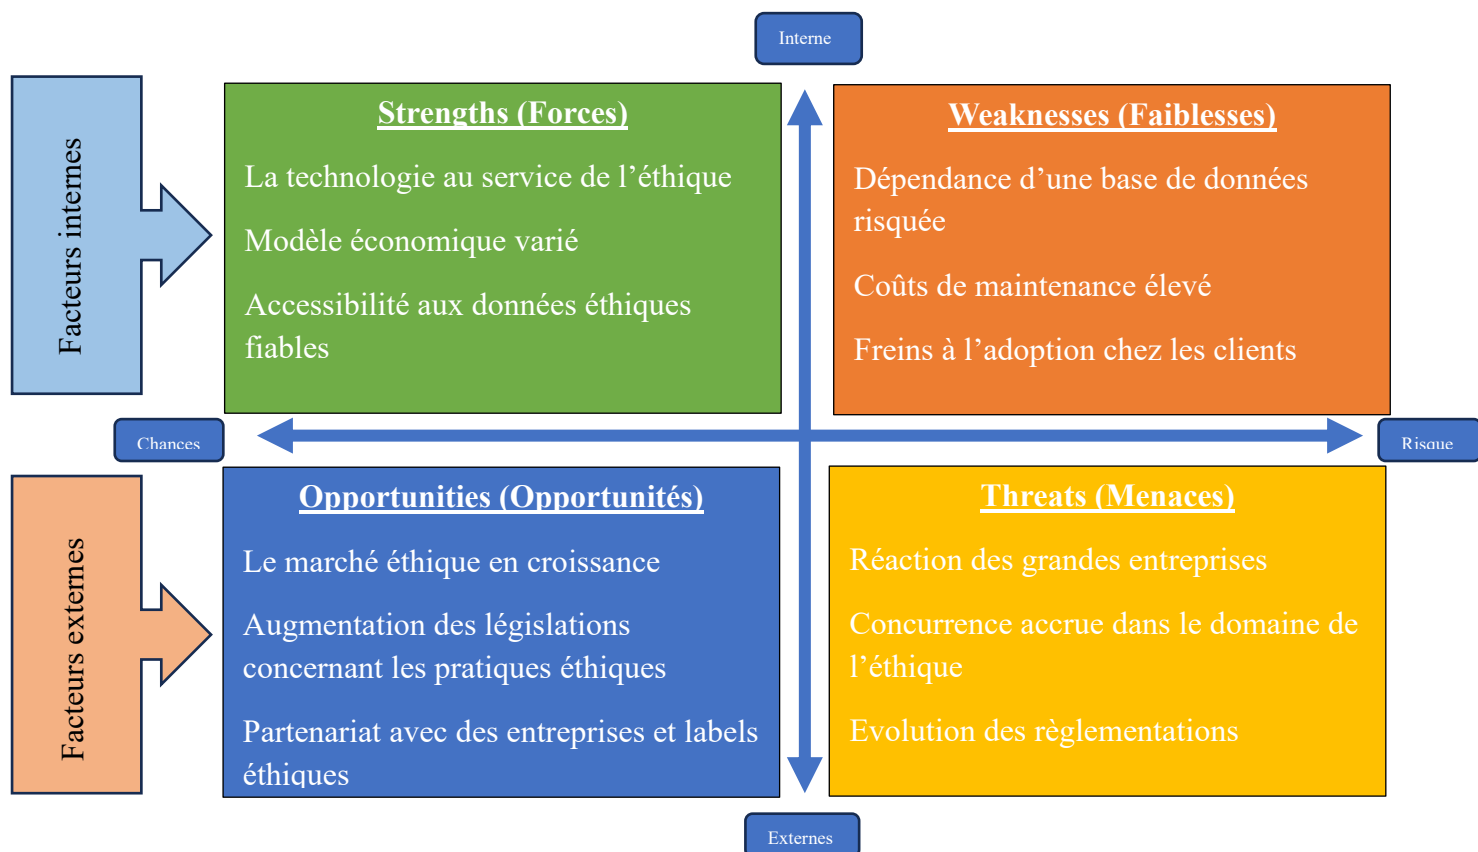 Interne
Facteurs internes
Strengths (Forces)
La technologie au service de l’éthique
Modèle économique varié
Accessibilité aux données éthiques
fiables
Weaknesses (Faiblesses)
Dépendance d’une base de données
risquée
Coûts de maintenance élevé
Freins à l’adoption chez les clients
Chances
Risque
Facteurs externes
Opportunities (Opportunités)
Le marché éthique en croissance
Augmentation des législations
concernant les pratiques éthiques
Partenariat avec des entreprises et labels
éthiques
Threats (Menaces)
Réaction des grandes entreprises
Concurrence accrue dans le domaine de
l’éthique
Evolution des règlementations
Externes